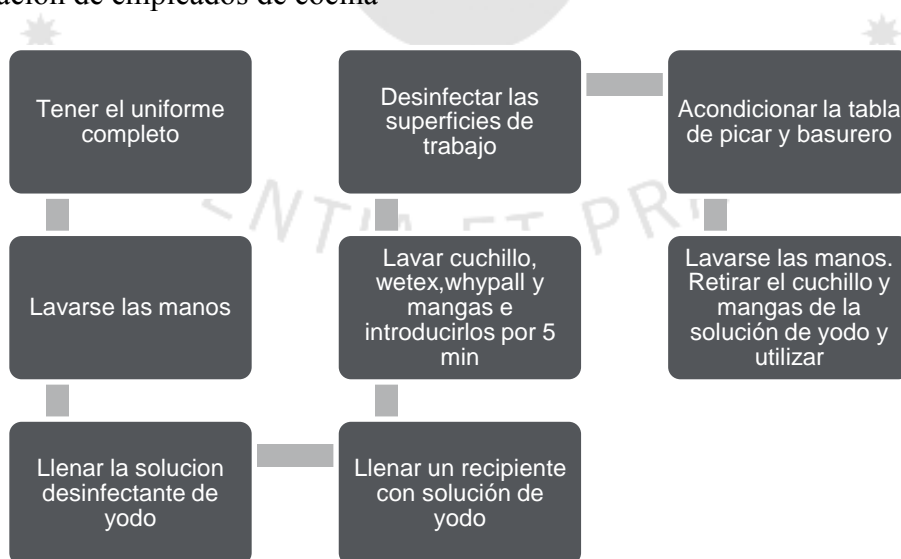 de empleados de cocina
Tener el uniforme
completo
Lavarse las manos
Llenar la solucion
desinfectante de
yodo
Llenar un recipiente
con solución de
yodo
Lavar cuchillo,
wetex,whypall y
mangas e
introducirlos por 5
min
Desinfectar las
superficies de
trabajo
Acondicionar la tabla
de picar y basurero
Lavarse las manos.
Retirar el cuchillo y
mangas de la
solución de yodo y
utilizar